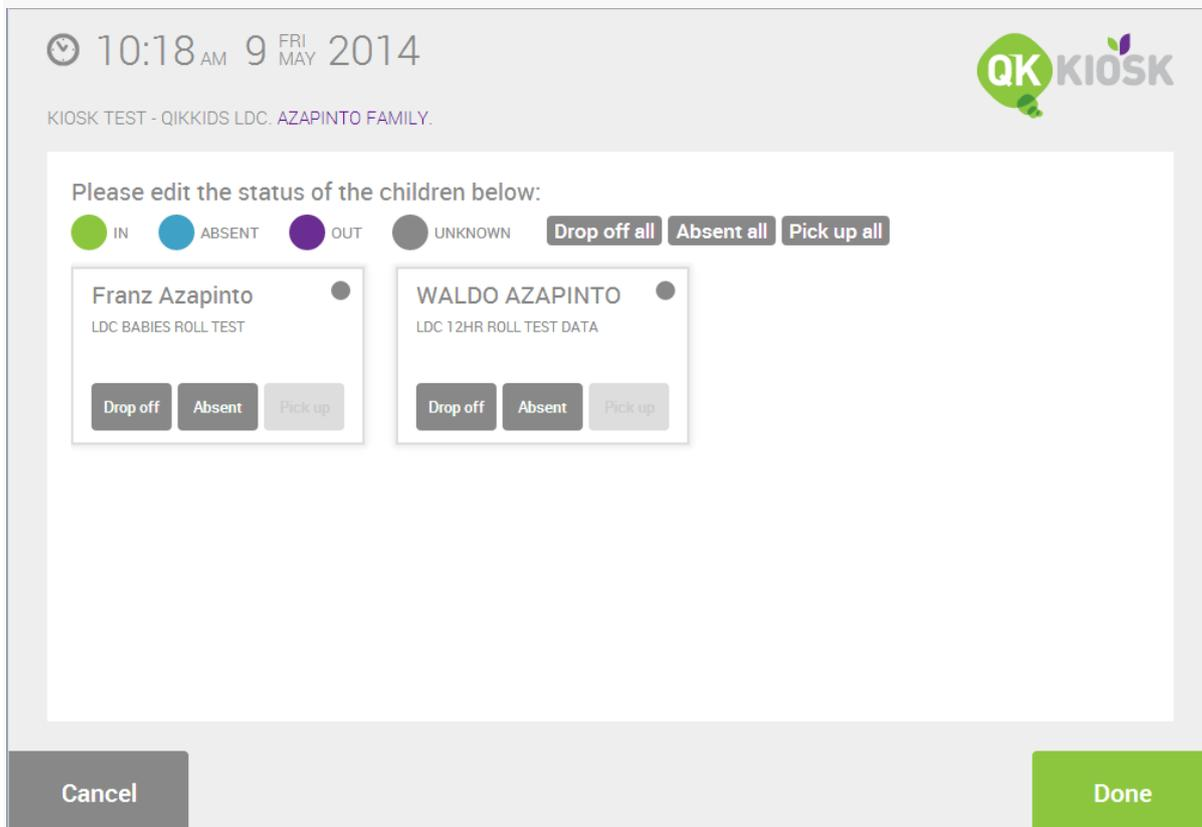 10:18 AM 9 FRI MAY 2014
QK KIOSK
KIOSK TEST - QIKKIDS LDC. AZAPINTO FAMILY.
Please edit the status of the children below:
IN ABSENT OUT UNKNOWN Drop off all Absent all Pick up all
Franz Azapinto
LDC BABIES ROLL TEST
Drop off Absent Pick up
WALDO AZAPINTO
LDC 12HR ROLL TEST DATA
Drop off Absent Pick up
Cancel
Done